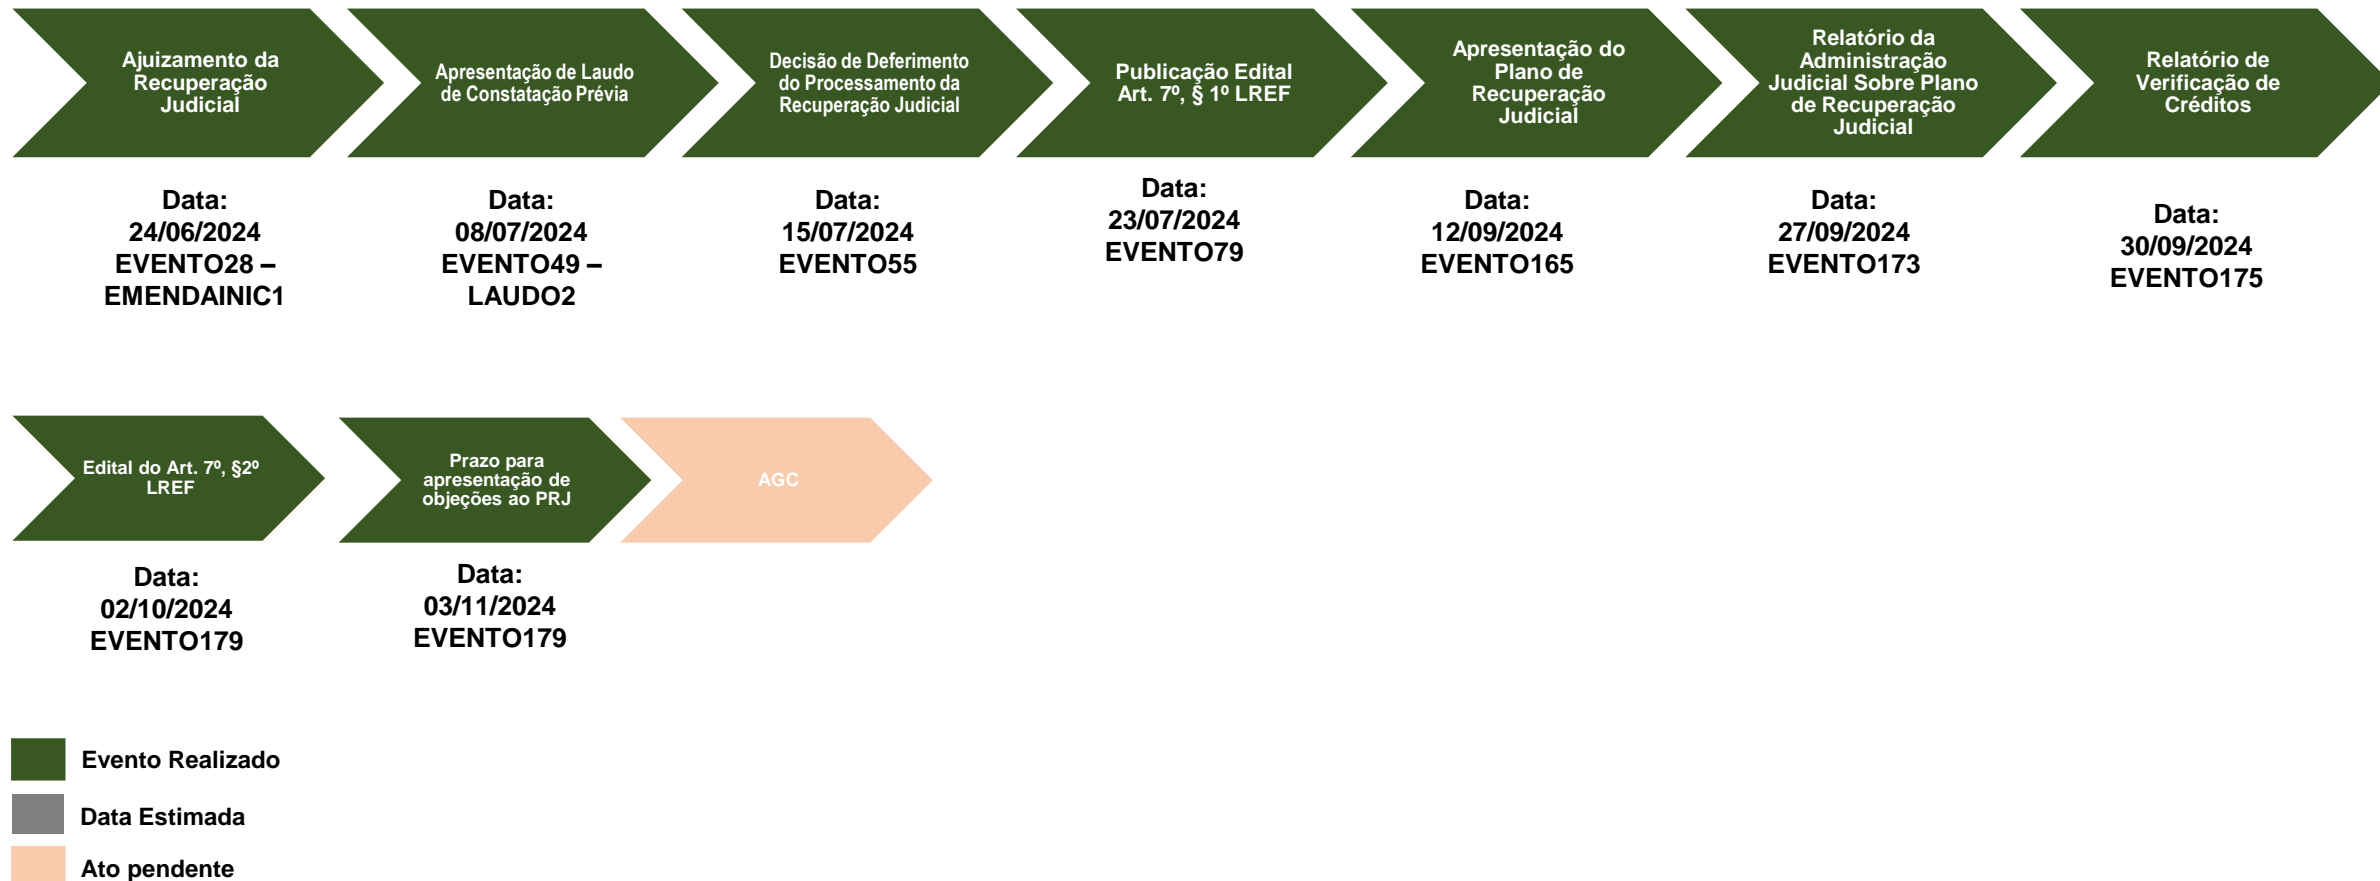 Ajuizamento da
Recuperação
Judicial
Apresentação de Laudo
de Constatação Prévia
Decisão de Deferimento
do Processamento da
Recuperação Judicial
Publicação Edital
Art. 7º, § 1º LREF
Apresentação do
Plano de
Recuperação
Judicial
Relatório da
Administração
Judicial Sobre Plano
de Recuperação
Judicial
Relatório de
Verificação de
Créditos
Data:
24/06/2024
EVENTO28 –
EMENDAINIC1
Data:
08/07/2024
EVENTO49 –
LAUDO2
Data:
15/07/2024
EVENTO55
Data:
23/07/2024
EVENTO79
Data:
12/09/2024
EVENTO165
Data:
27/09/2024
EVENTO173
Data:
30/09/2024
EVENTO175
Edital do Art. 7º, §2º
LREF
Prazo para
apresentação de
objeções ao PRJ
AGC
Data:
02/10/2024
EVENTO179
Data:
03/11/2024
EVENTO179
Evento Realizado
Data Estimada
Ato pendente